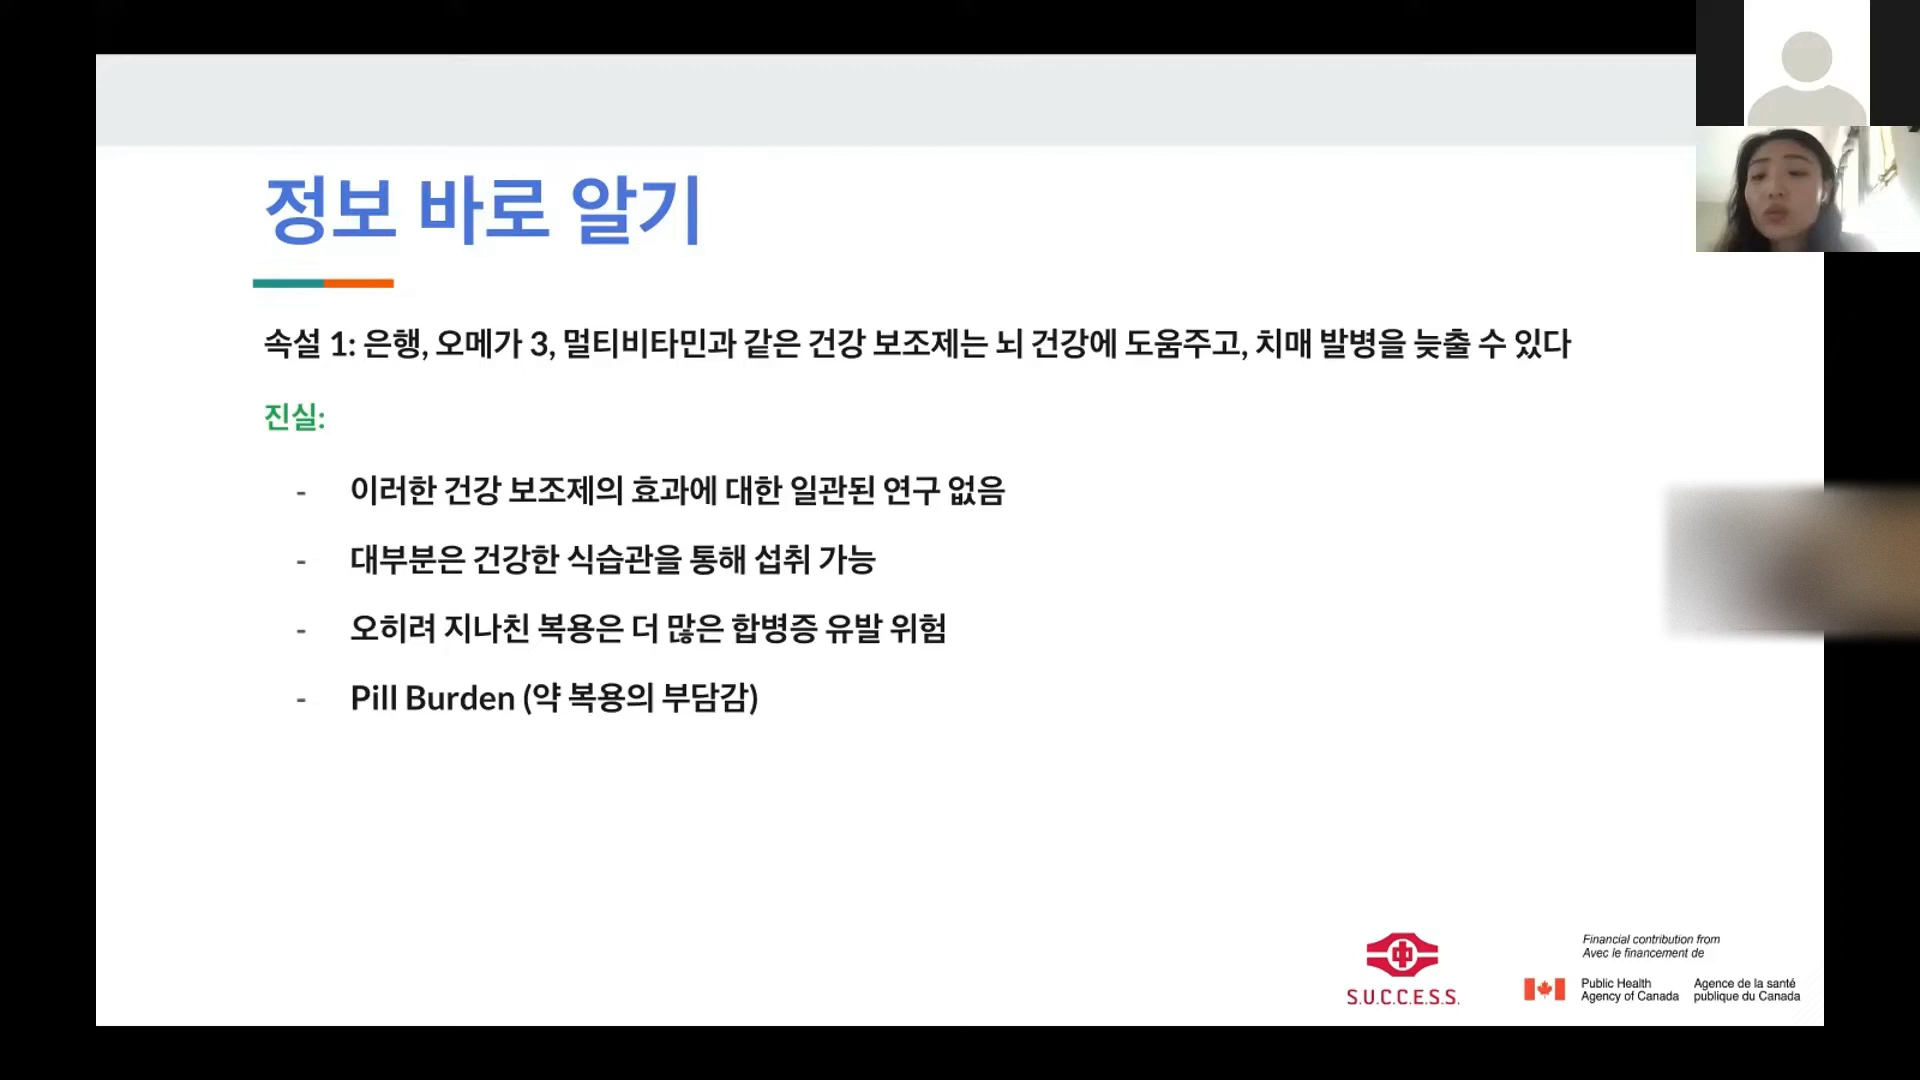 정보 바로 알기
속설 1: 은행, 오메가 3, 멀티비타민과 같은 건강 보조제는 뇌 건강에 도움주고, 치매 발병을 늦출 수 있다
진실:
- 이러한 건강 보조제의 효과에 대한 일관된 연구 없음
- 대부분은 건강한 식습관을 통해 섭취 가능
- 오히려 지나친 복용은 더 많은 합병증 유발 위험
- Pill Burden (약 복용의 부담감)
S.U.C.C.E.S.S.
Financial contribution from
Avec le financement de
Public Health
Agency of Canada
Agence de la santé
publique du Canada